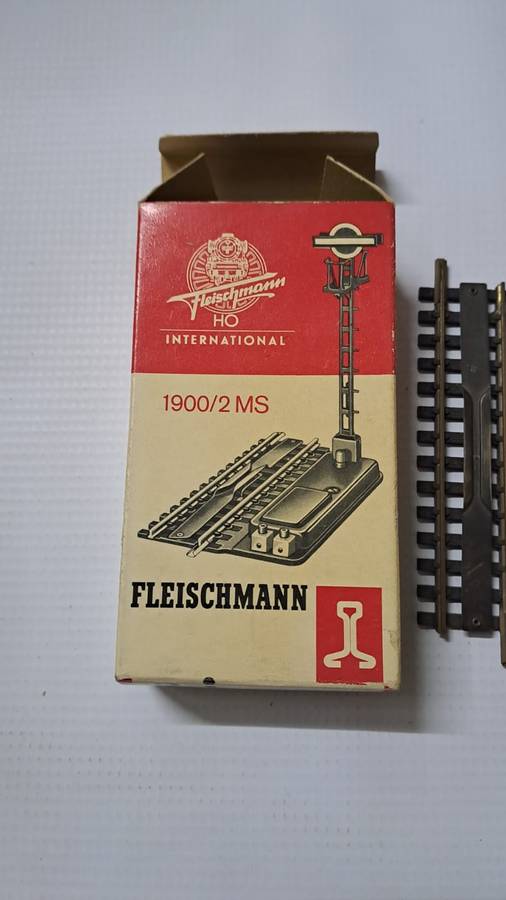 Fleischmann
HO
INTERNATIONAL
1900/2 MS
FLEISCHMANN